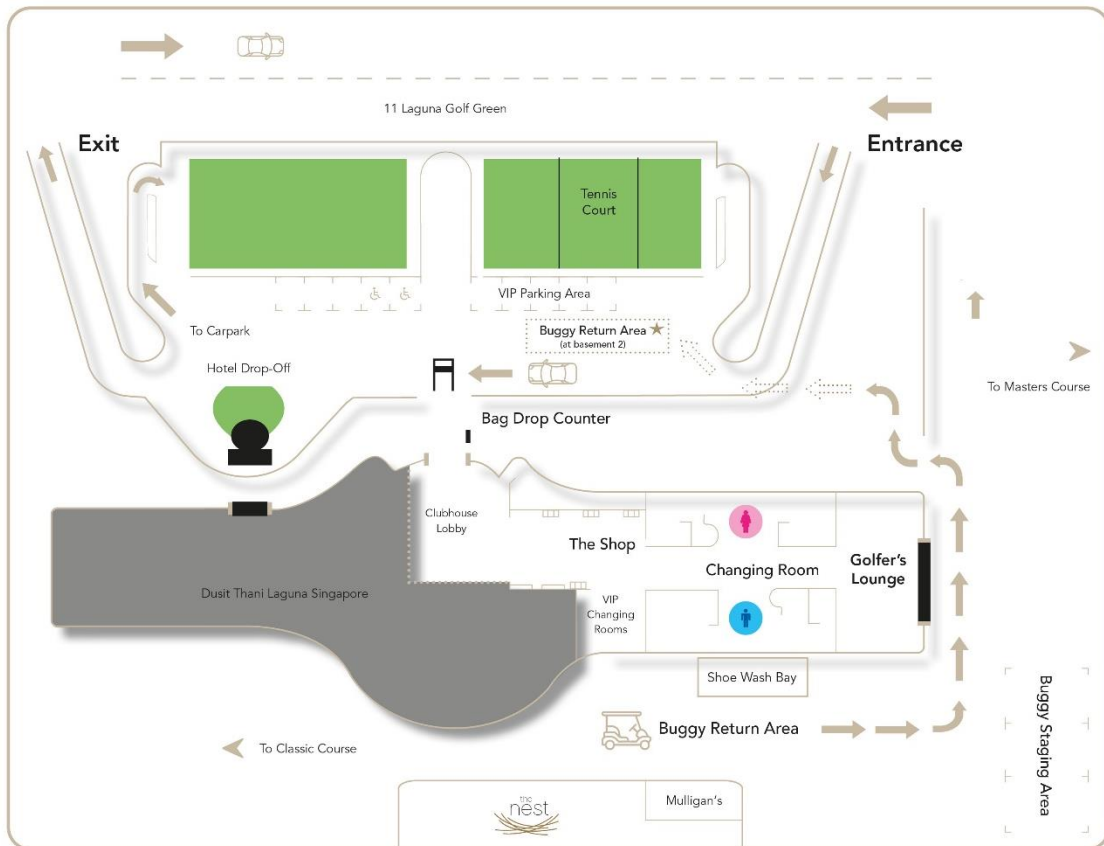 11 Laguna Golf Green
Exit
Entrance
Tennis
Court
VIP Parking Area
To Carpark
Buggy Return Area
(at basement 2)
Hotel Drop-Off
To Masters Course
Bag Drop Counter
Clubhouse
Lobby
The Shop
Changing Room
Golfer's
Lounge
Dusit Thani Laguna Singapore
VIP
Changing
Rooms
Shoe Wash Bay
Buggy Return Area
Buggy Staging Area
To Classic Course
the
nest
Mulligan's